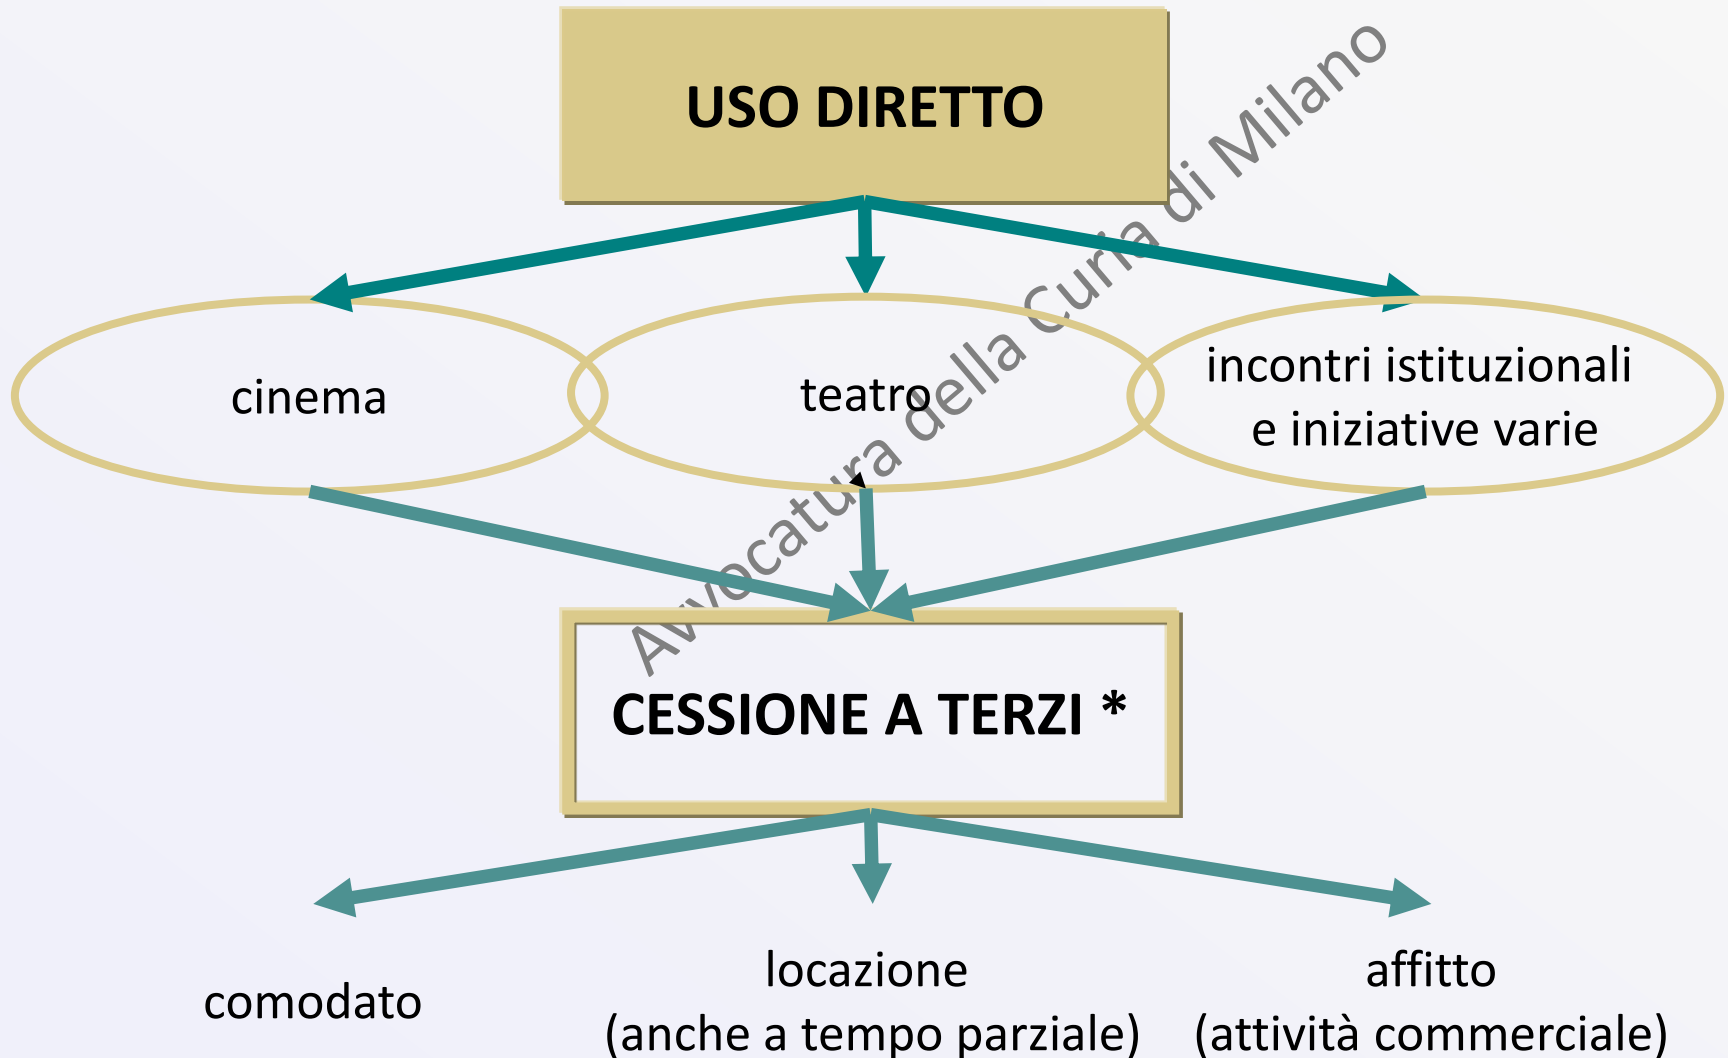 USO DIRETTO
cinema
teatro
incontri istituzionali
e iniziative varie
Avvocatura della Curia di Milano
CESSIONE A TERZI *
comodato
locazione
(anche a tempo parziale)
affitto
(attività commerciale)